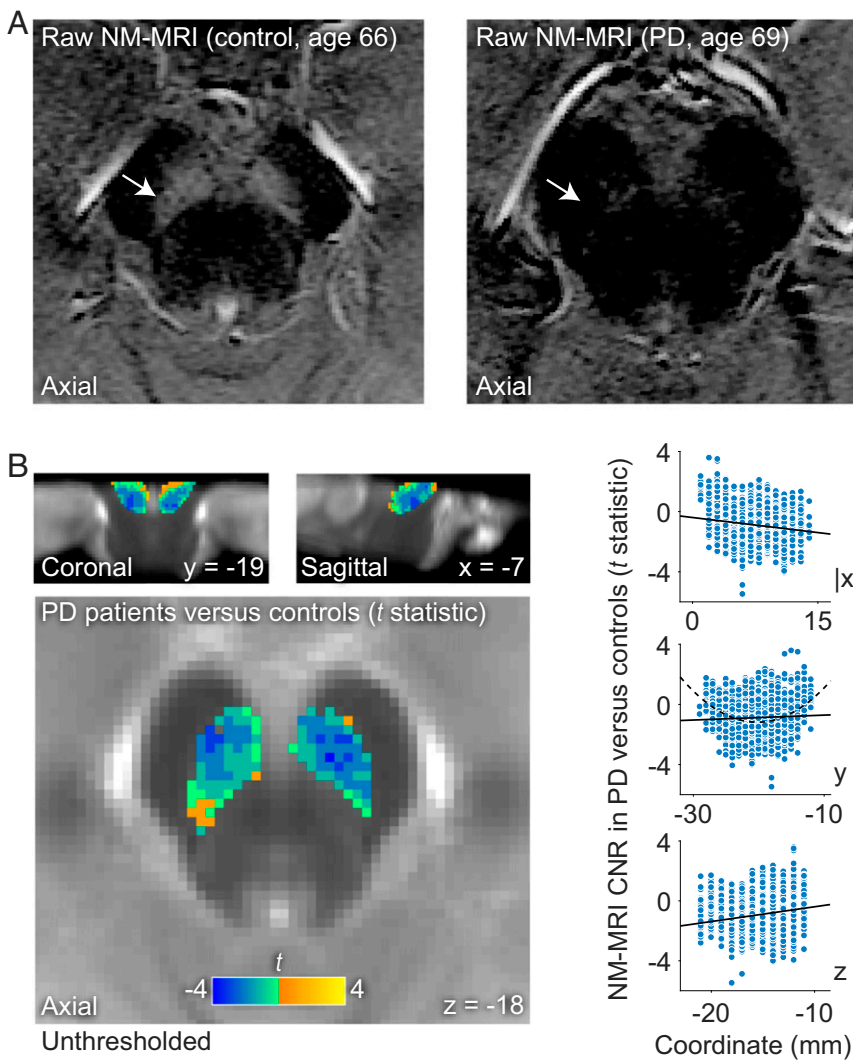 A
Raw NM-MRI (control, age 66)
Raw NM-MRI (PD, age 69)
Axial
Axial
B
Coronal
y = -19
Sagittal
x = -7
PD patients versus controls (t statistic)
t
-4
4
Axial
z = -18
Unthresholded
NM-MRI CNR in PD versus controls (t statistic)
4
0
-4
|x
0
15
4
0
-4
y
-30
-10
4
0
-4
z
-20
-10
Coordinate (mm)